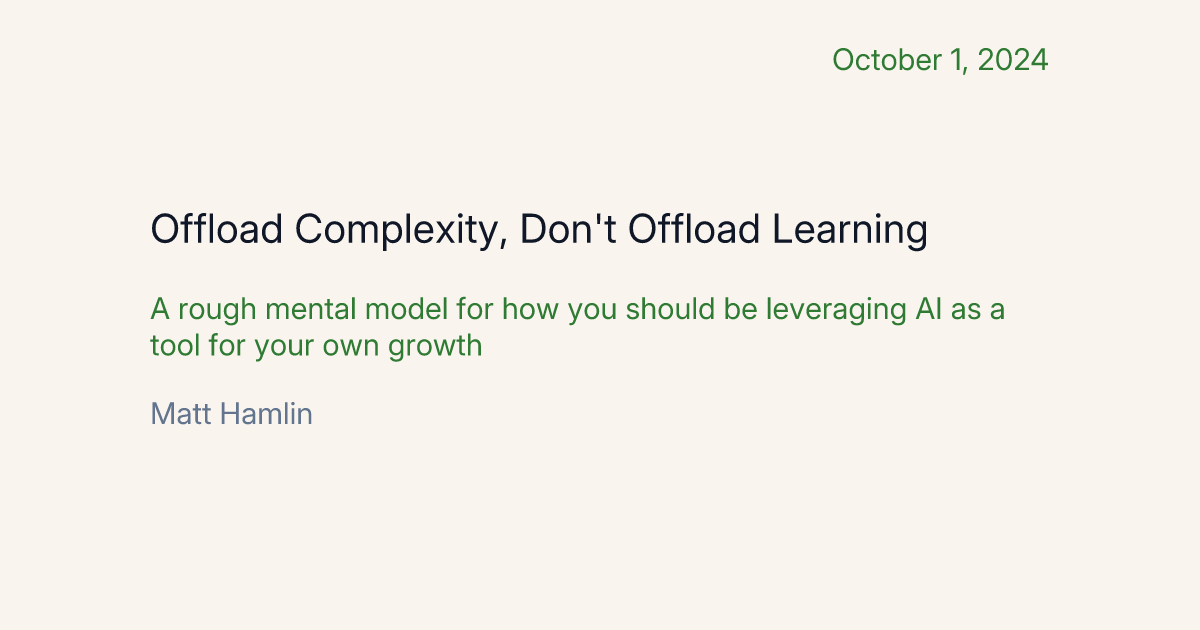 October 1, 2024
Offload Complexity, Don't Offload Learning
A rough mental model for how you should be leveraging AI as a
tool for your own growth
Matt Hamlin